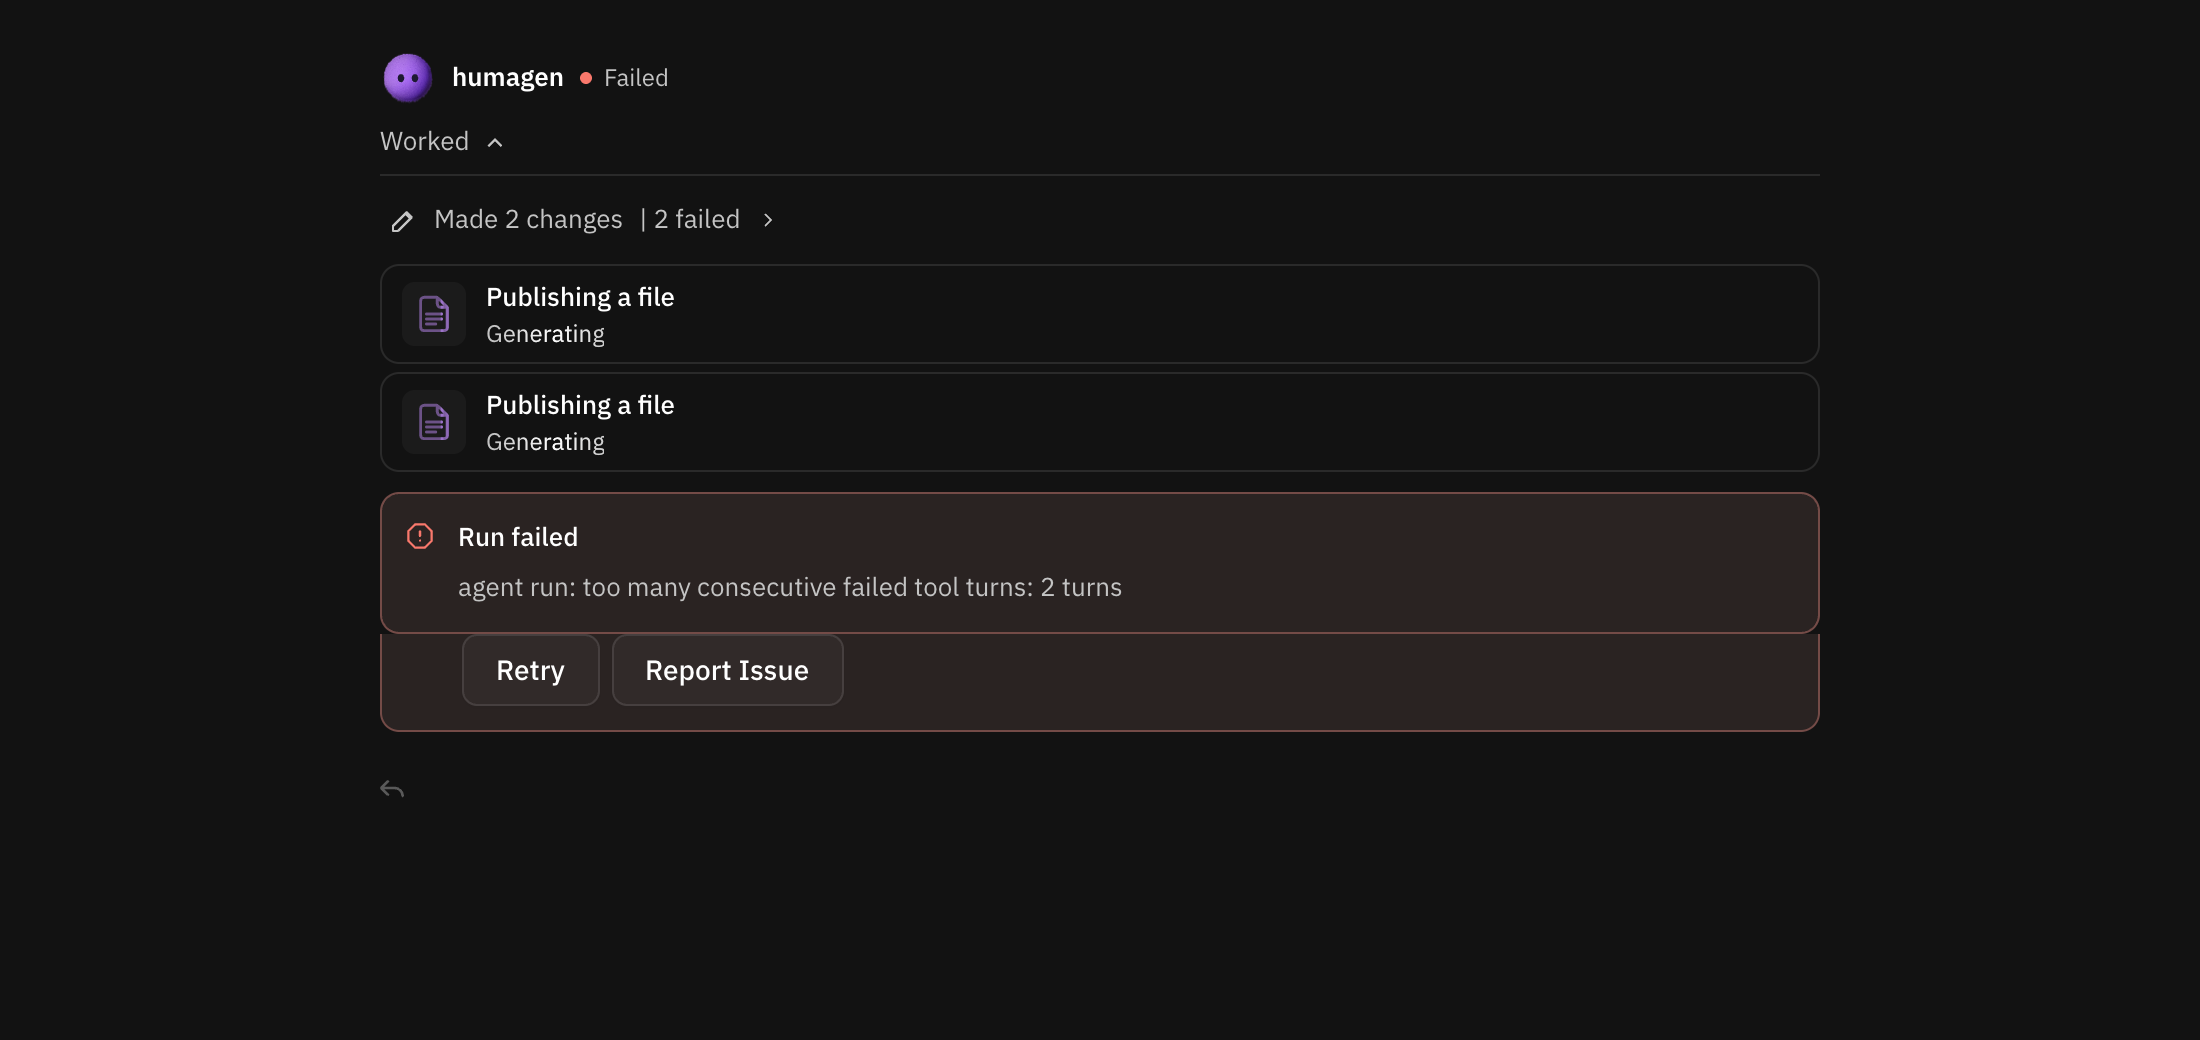 humagen Failed
Worked
Made 2 changes | 2 failed
Publishing a file
Generating
Publishing a file
Generating
Run failed
agent run: too many consecutive failed tool turns: 2 turns
Retry Report Issue